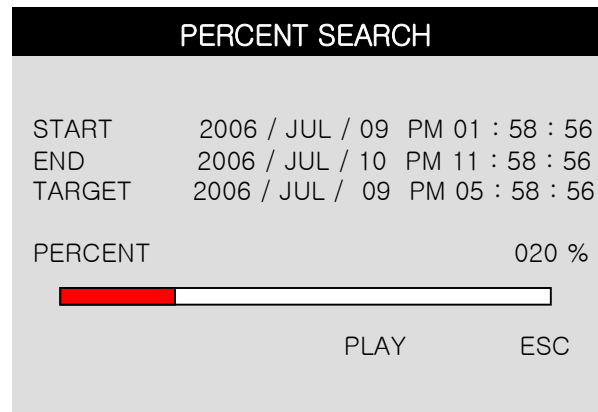 PERCENT SEARCH
START 2006 / JUL / 09 PM 01 : 58 : 56
END 2006 / JUL / 10 PM 11 : 58 : 56
TARGET 2006 / JUL / 09 PM 05 : 58 : 56
PERCENT 020 %
PLAY ESC